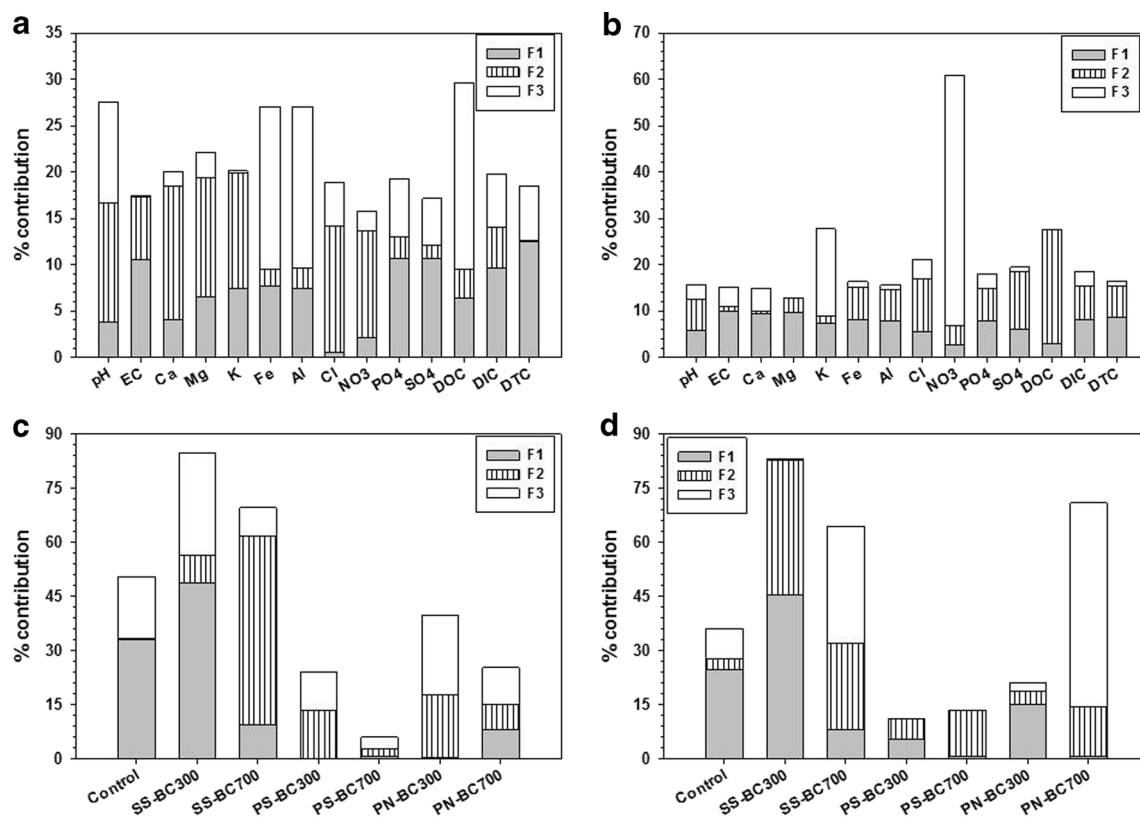 a
35
30
25
20
15
10
5
0
% contribution
F1
F2
F3
pH EC Ca Mg K Fe Al Cl NO3 PO4 SO4 DOC DIC DTC
b
70
60
50
40
30
20
10
0
% contribution
F1
F2
F3
pH EC Ca Mg K Fe Al Cl NO3 PO4 SO4 DOC DIC DTC
c
90
75
60
45
30
15
0
% contribution
F1
F2
F3
Control SS-BC300 SS-BC700 PS-BC300 PS-BC700 PN-BC300 PN-BC700
d
90
75
60
45
30
15
0
% contribution
F1
F2
F3
Control SS-BC300 SS-BC700 PS-BC300 PS-BC700 PN-BC300 PN-BC700